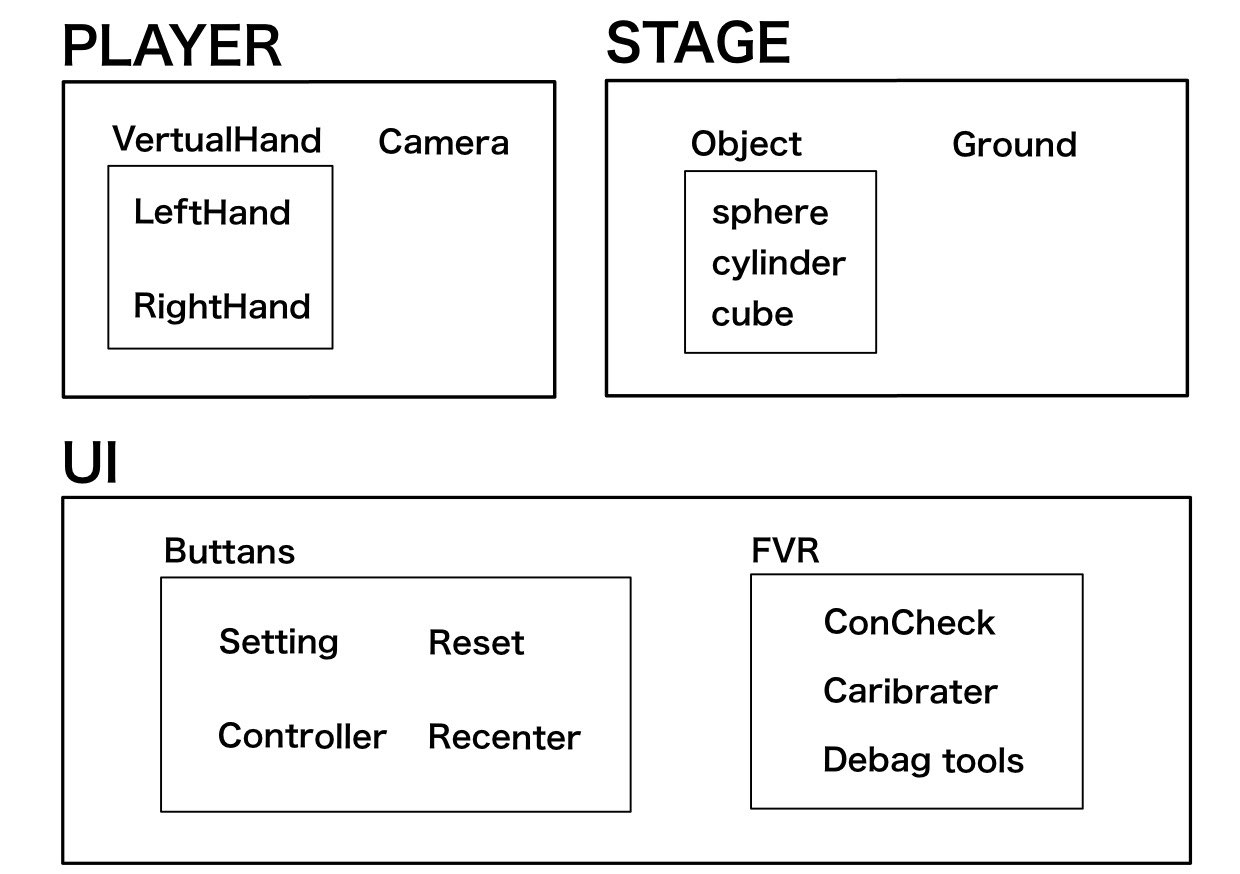 PLAYER
VertualHand
Camera
LeftHand
RightHand
STAGE
Object
Ground
sphere
cylinder
cube
UI
Buttans
Setting
Reset
Controller
Recenter
FVR
ConCheck
Caribrater
Debag tools